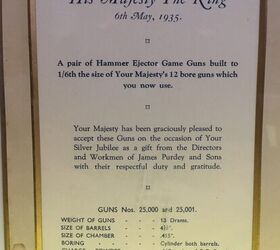 His Majesty The King
6th May, 1935.
A pair of Hammer Ejector Game Guns built to
1/6th the size of Your Majesty's 12 bore guns which
you now use.
Your Majesty has been graciously pleased to
accept these Guns on the occasion of Your
Silver Jubilee as a gift from the Directors
and Workmen of James Purdey and Sons
with their respectful duty and gratitude.
GUNS Nos. 25,000 and 25,001.
WEIGHT OF GUNS - - 13 Drams.
SIZE OF BARRELS - -
SIZE OF CHAMBER - -
BORING - - Cylinder both barrels.